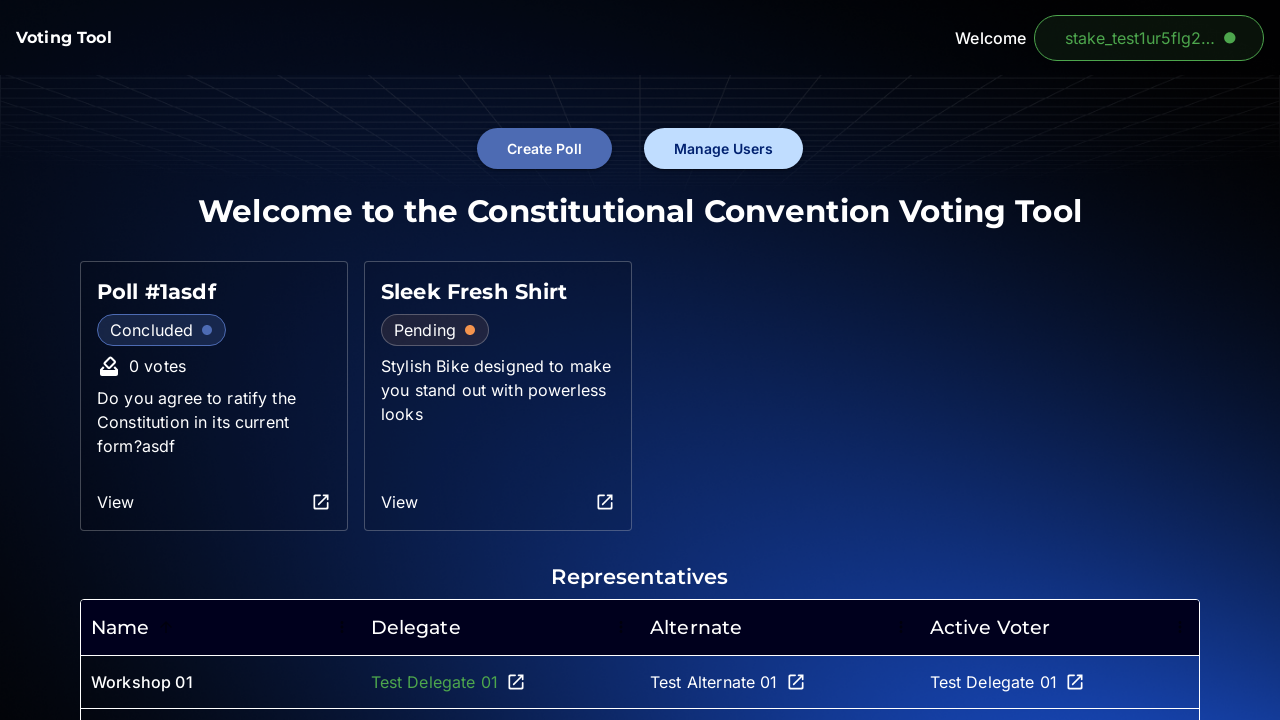 Voting Tool
Welcome
stake_test1ur5flg2...
Create Poll
Manage Users
Welcome to the Constitutional Convention Voting Tool
Poll #1asdf
Concluded
0 votes
Do you agree to ratify the
Constitution in its current
form?asdf
View
Sleek Fresh Shirt
Pending
Stylish Bike designed to make
you stand out with powerless
looks
View
Representatives
Name Delegate Alternate Active Voter
Workshop 01 Test Delegate 01 Test Alternate 01 Test Delegate 01